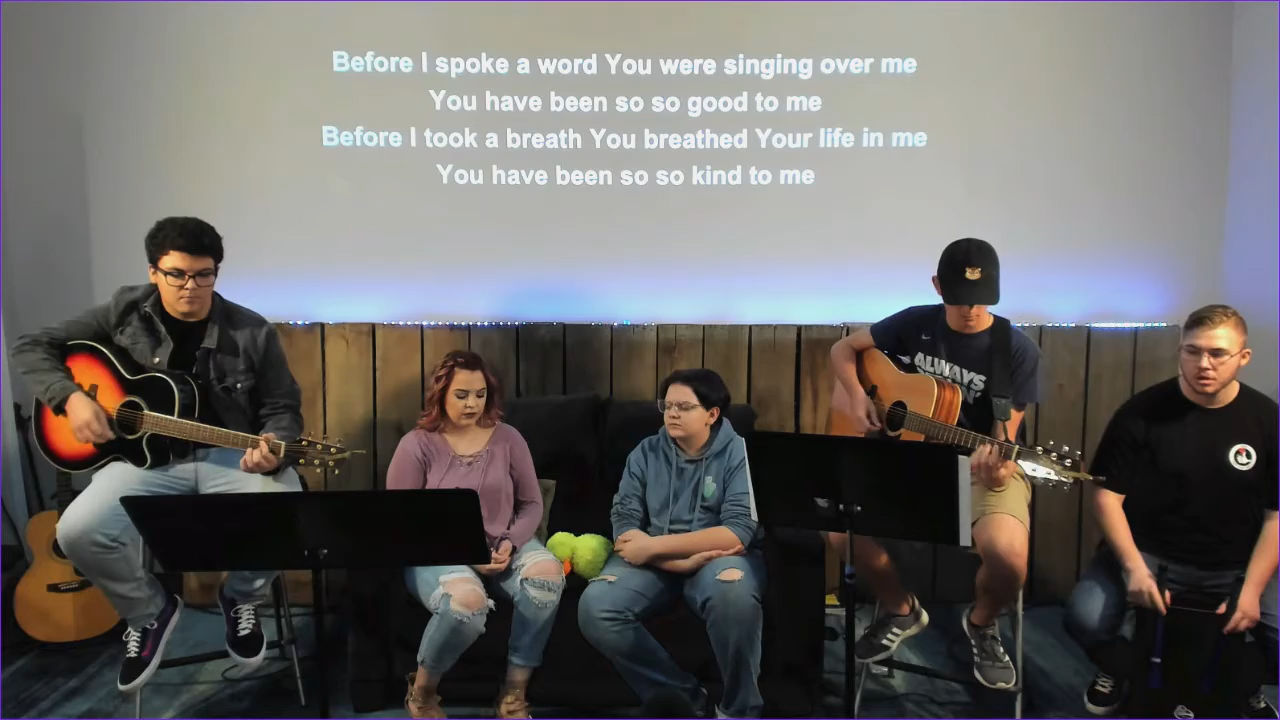 Before I spoke a word You were singing over me
You have been so so good to me
Before I took a breath You breathed Your life in me
You have been so so kind to me
ALWAYS